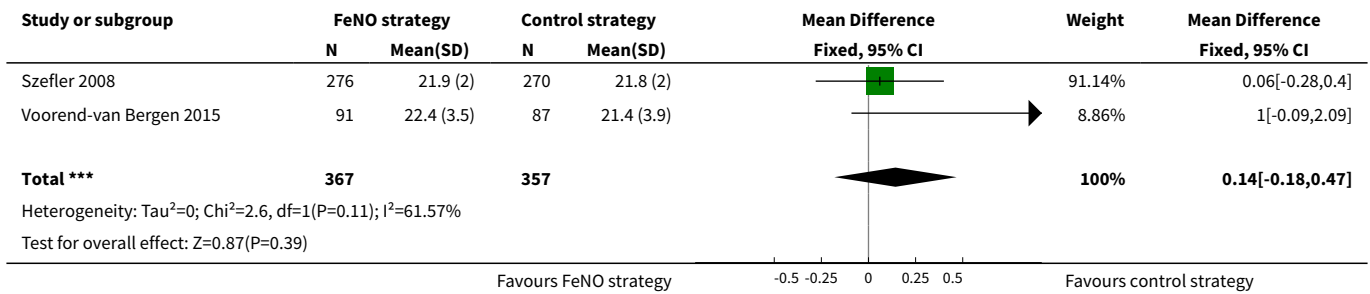 Study or subgroup FeNO strategy Control strategy Mean Difference Weight Mean Difference
N Mean(SD) N Mean(SD) Fixed, 95% CI Fixed, 95% CI
Szefler 2008 276 21.9 (2) 270 21.8 (2) 91.14% 0.06[-0.28,0.4]
Voorend-van Bergen 2015 91 22.4 (3.5) 87 21.4 (3.9) 8.86% 1[-0.09,2.09]
Total *** 367 357 100% 0.14[-0.18,0.47]
Heterogeneity: Tau²=0; Chi²=2.6, df=1(P=0.11); I²=61.57%
Test for overall effect: Z=0.87(P=0.39)
Favours FeNO strategy -0.5 -0.25 0 0.25 0.5 Favours control strategy